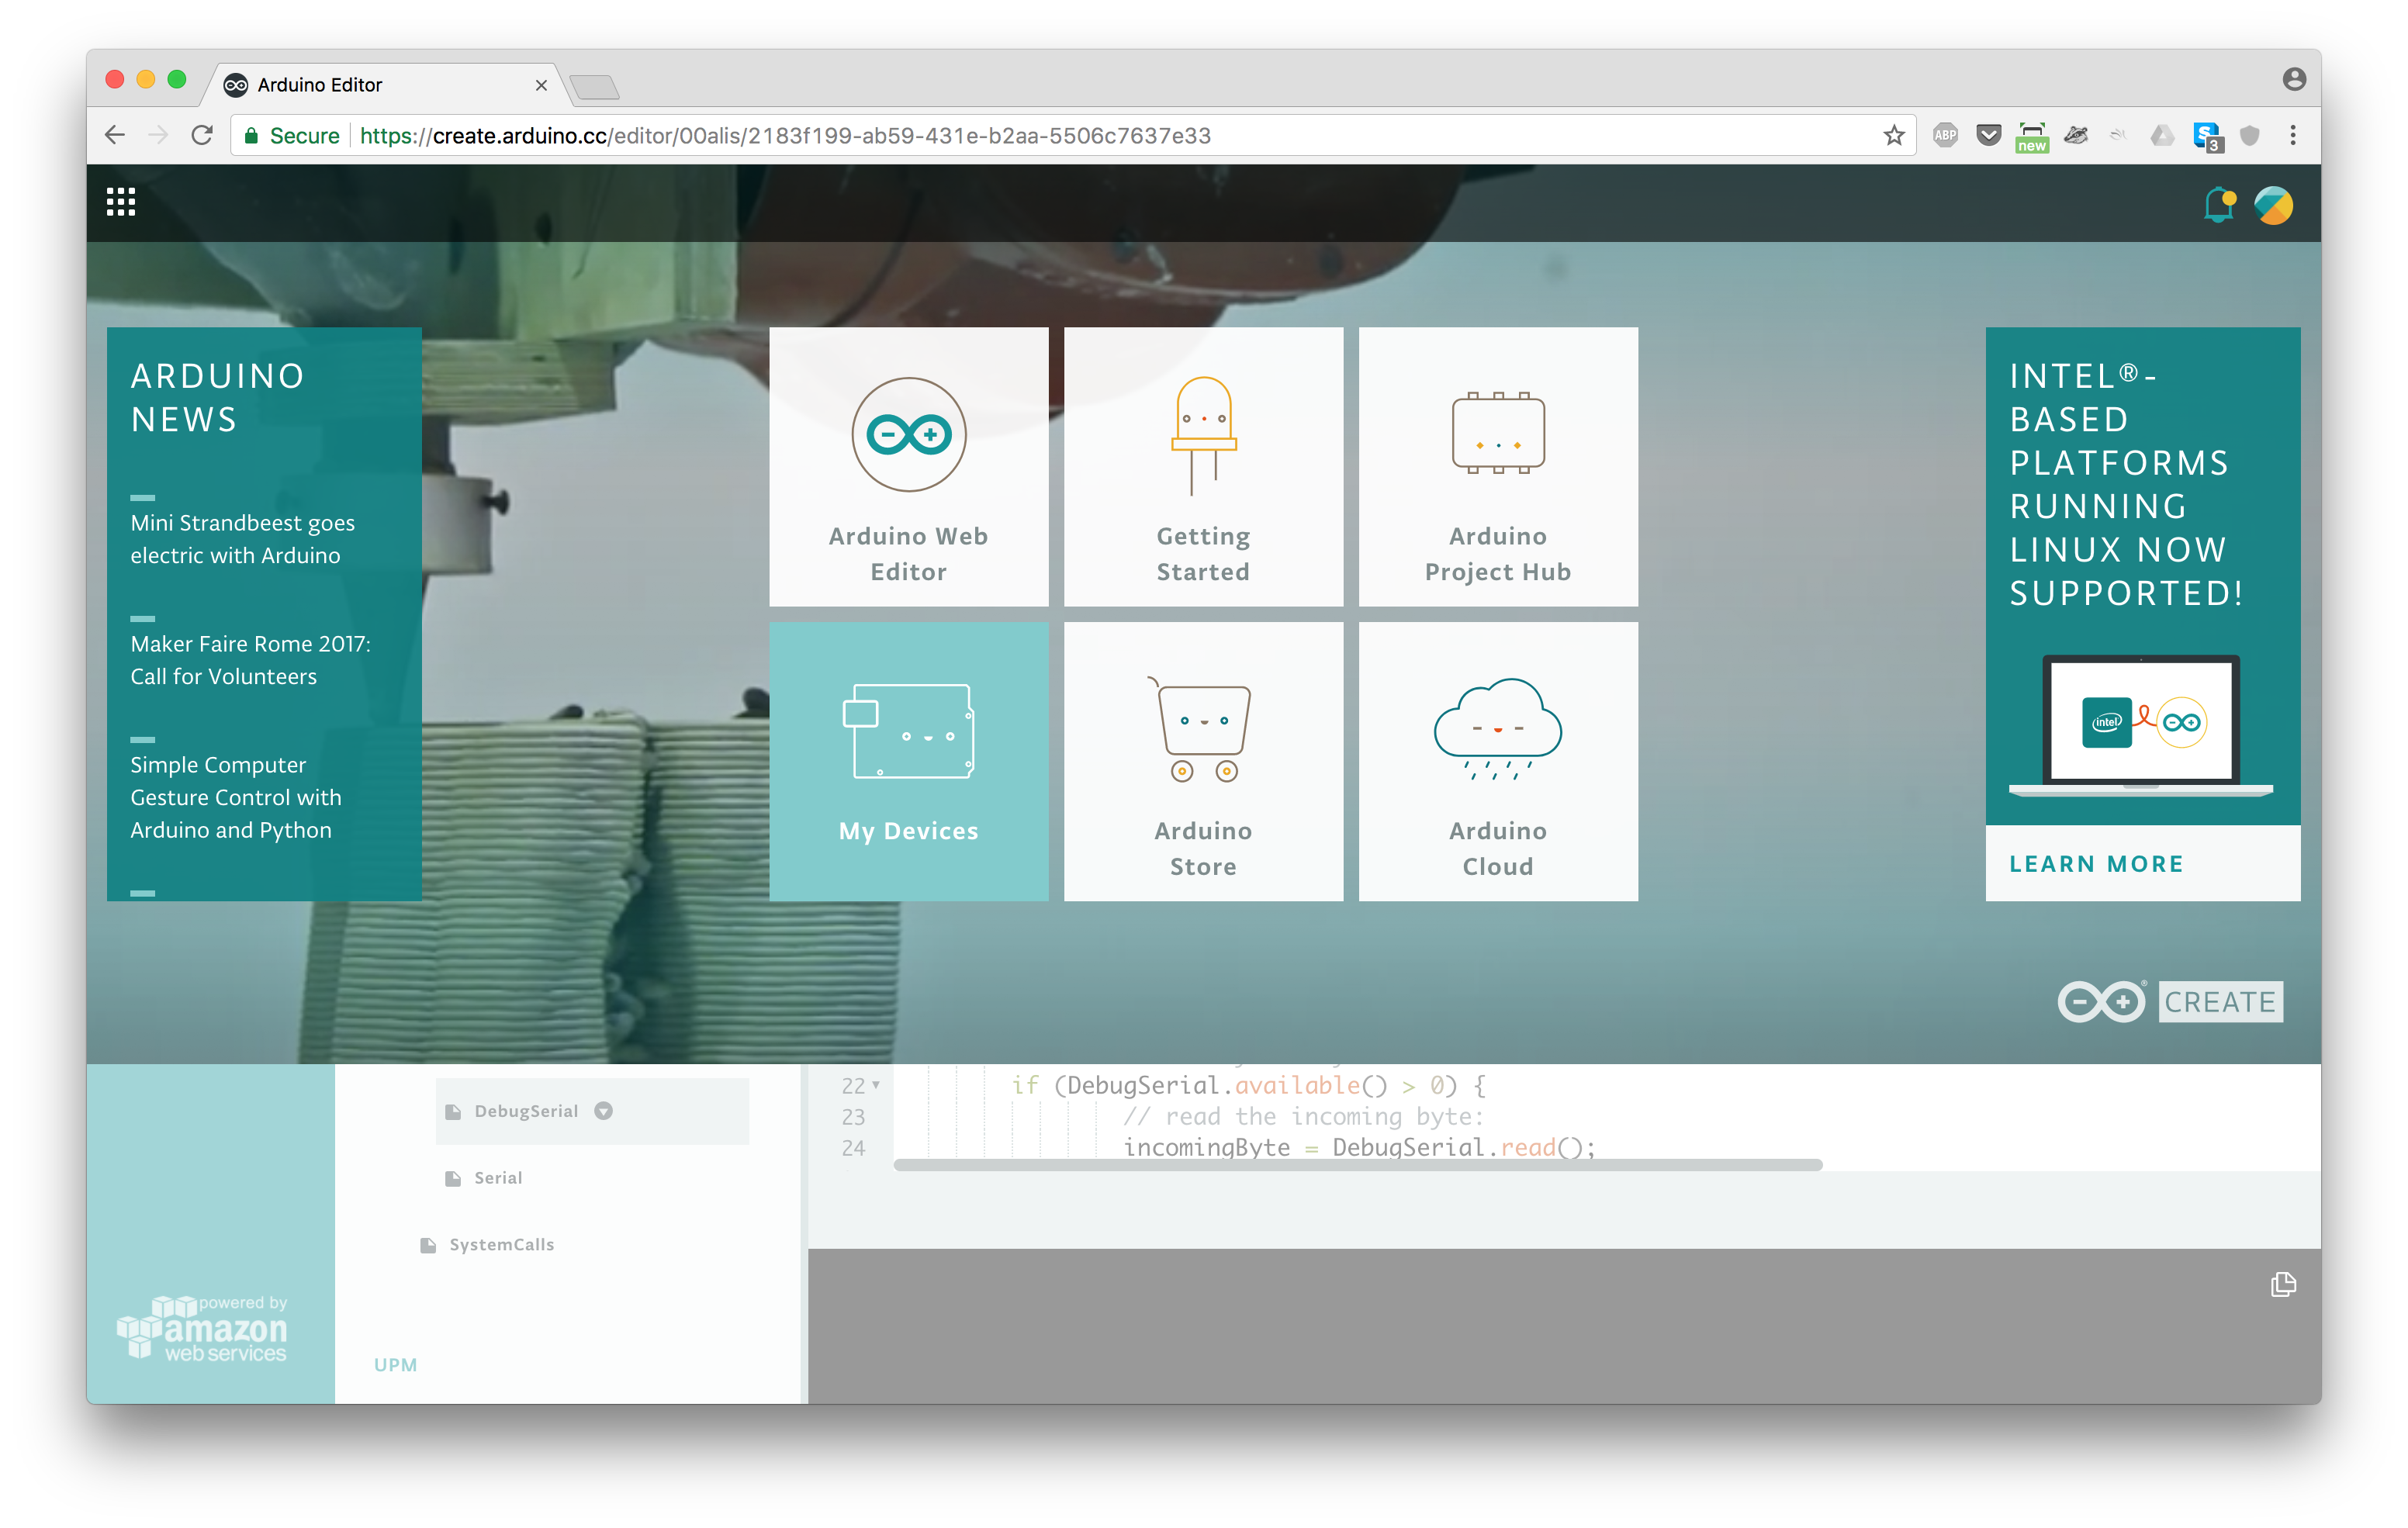 Arduino Editor
Secure https://create.arduino.cc/editor/00alis/2183f199-ab59-431e-b2aa-5506c7637e33
ABP
new
S
3
ARDUINO
NEWS
Mini Strandbeest goes
electric with Arduino
Maker Faire Rome 2017:
Call for Volunteers
Simple Computer
Gesture Control with
Arduino and Python
Arduino Web
Editor
Getting
Started
Arduino
Project Hub
My Devices
Arduino
Store
Arduino
Cloud
INTEL®-
BASED
PLATFORMS
RUNNING
LINUX NOW
SUPPORTED!
intel
LEARN MORE
CREATE
DebugSerial
Serial
SystemCalls
UPM
powered by
amazon
web services
22 if (DebugSerial.available() > 0) {
23 // read the incoming byte:
24 incomingByte = DebugSerial.read();